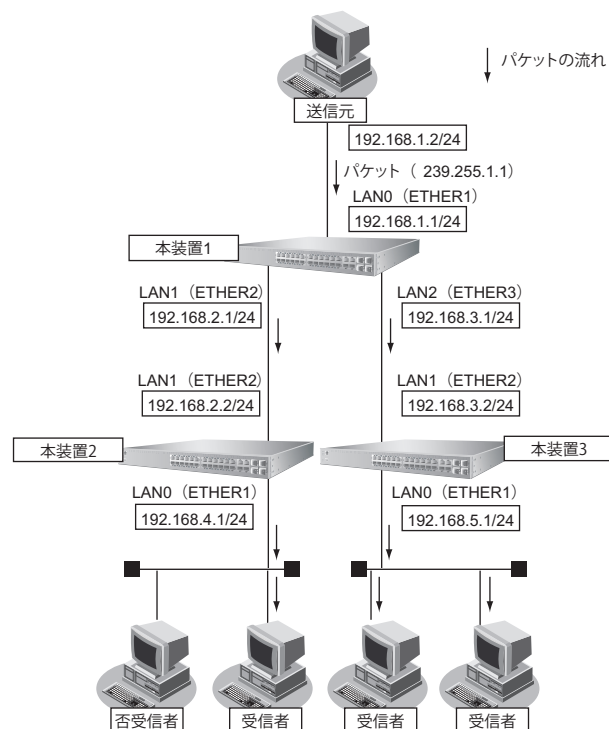 パケットの流れ
送信元
192.168.1.2/24
パケット（ 239.255.1.1）
LAN0（ETHER1）
192.168.1.1/24
本装置1
LAN1（ETHER2）
LAN2（ETHER3）
192.168.2.1/24
192.168.3.1/24
LAN1（ETHER2）
LAN1（ETHER2）
192.168.2.2/24
192.168.3.2/24
本装置2
本装置3
LAN0（ETHER1）
LAN0（ETHER1）
192.168.4.1/24
192.168.5.1/24
否受信者
受信者
受信者
受信者